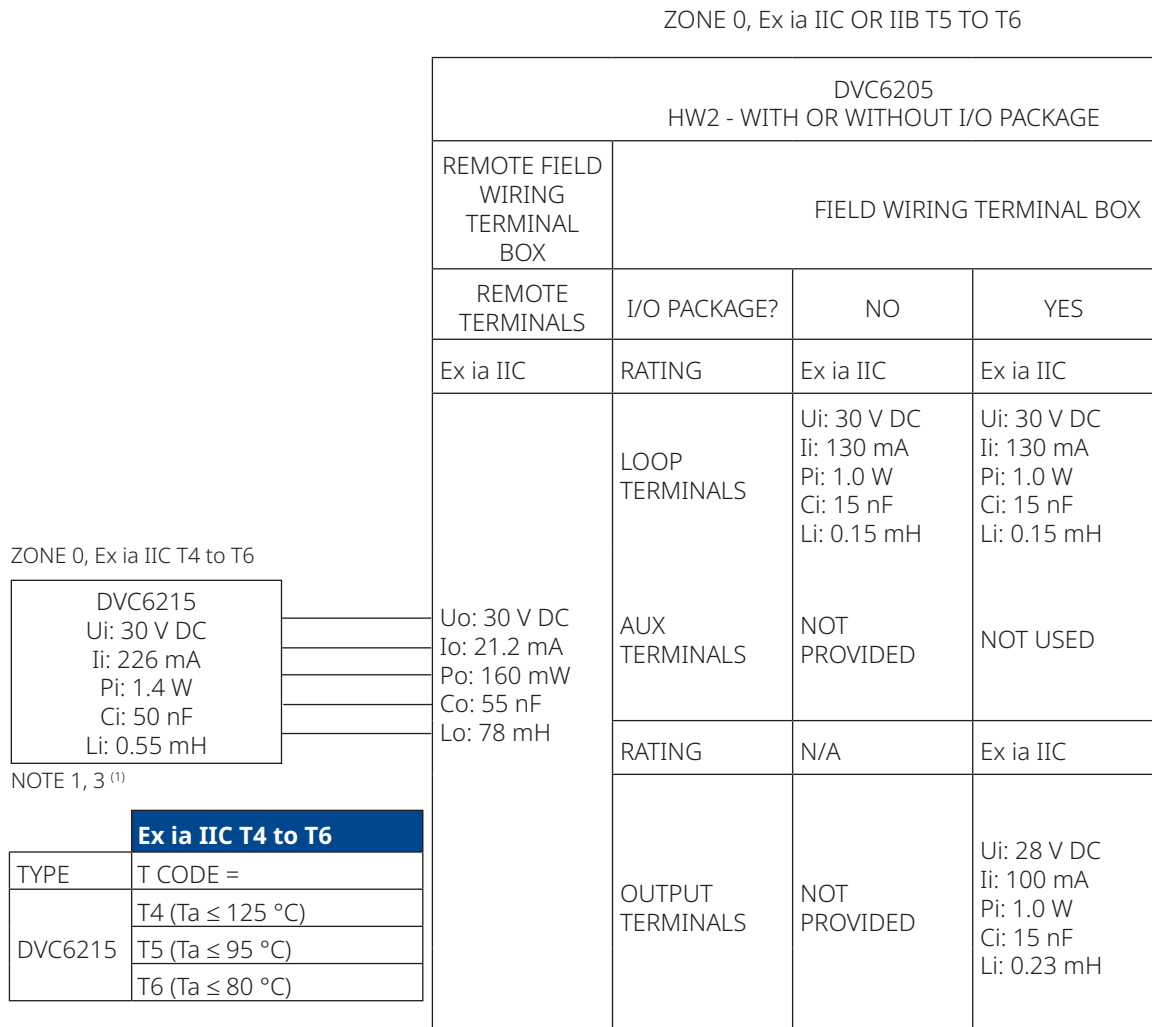 ZONE 0, Ex ia IIC OR IIB T5 TO T6
DVC6205
HW2 - WITH OR WITHOUT I/O PACKAGE
REMOTE FIELD
WIRING
TERMINAL
BOX
FIELD WIRING TERMINAL BOX
REMOTE
TERMINALS
I/O PACKAGE?
NO
YES
Ex ia IIC
RATING
Ex ia IIC
Ex ia IIC
LOOP
TERMINALS
Ui: 30 V DC
Ii: 130 mA
Pi: 1.0 W
Ci: 15 nF
Li: 0.15 mH
Ui: 30 V DC
Ii: 130 mA
Pi: 1.0 W
Ci: 15 nF
Li: 0.15 mH
ZONE 0, Ex ia IIC T4 to T6
DVC6215
Ui: 30 V DC
Ii: 226 mA
Pi: 1.4 W
Ci: 50 nF
Li: 0.55 mH
Uo: 30 V DC
Io: 21.2 mA
Po: 160 mW
Co: 55 nF
Lo: 78 mH
AUX
TERMINALS
NOT
PROVIDED
NOT USED
RATING
N/A
Ex ia IIC
NOTE 1, 3 (1)
Ex ia IIC T4 to T6
TYPE
T CODE =
DVC6215
T4 (Ta ≤ 125 °C)
T5 (Ta ≤ 95 °C)
T6 (Ta ≤ 80 °C)
OUTPUT
TERMINALS
NOT
PROVIDED
Ui: 28 V DC
Ii: 100 mA
Pi: 1.0 W
Ci: 15 nF
Li: 0.23 mH